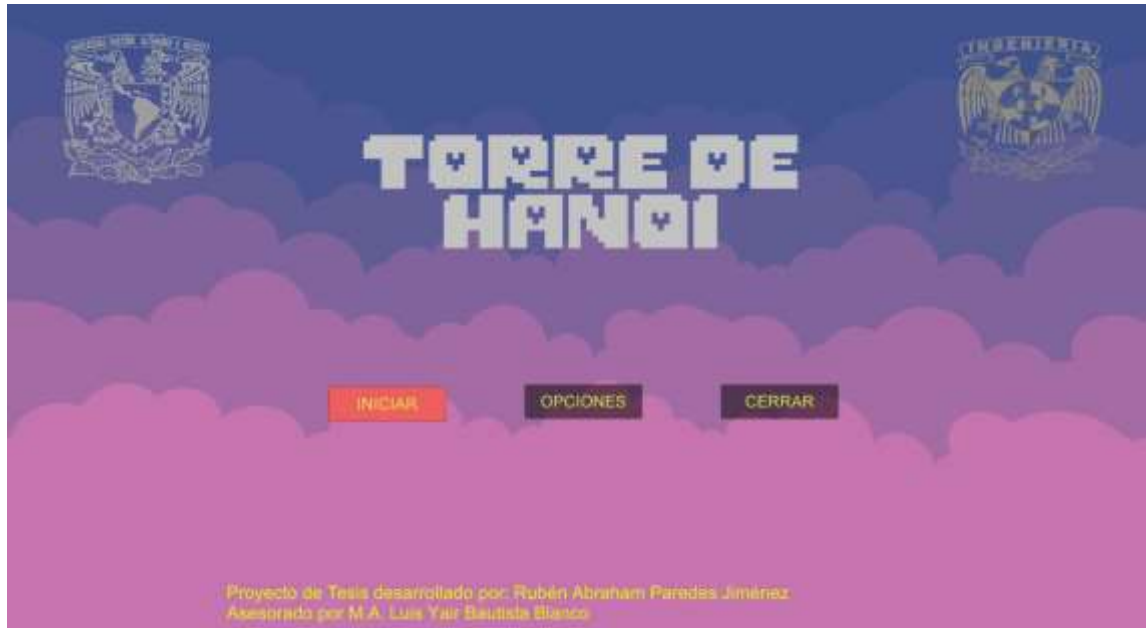 INGENIERIA
TORRE DE
HANOI
INICIAR
OPCIONES
CERRAR
Proyecto de Tesis desarrollado por: Rubén Abraham Paredes Jiménez
Asesorado por M.A. Luis Yair Bautista Blanco